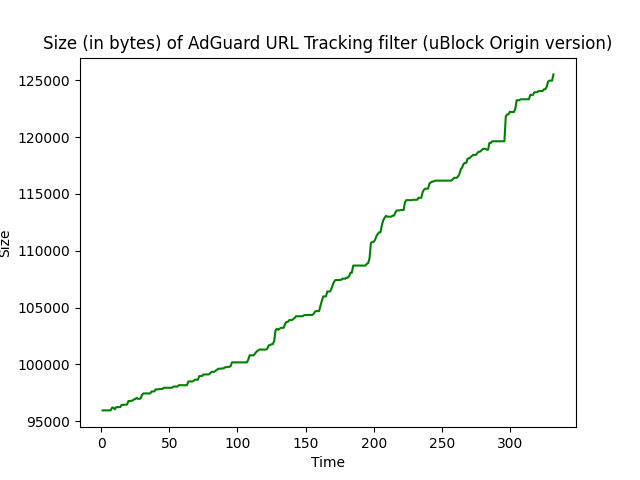 Size (in bytes) of AdGuard URL Tracking filter (uBlock Origin version)
125000
120000
115000
110000
105000
100000
95000
Size
0 50 100 150 200 250 300
Time